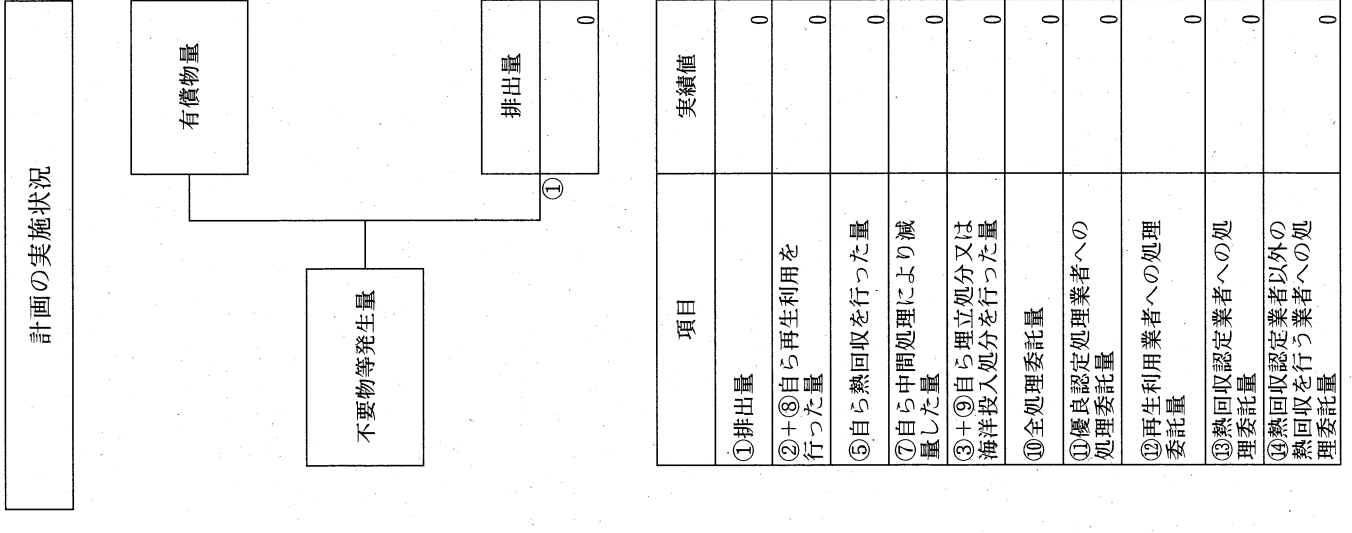 計画の実施状況
有償物量
不要物等発生量
排出量
①
0
項目
実績値
①排出量
0
②+⑧自ら再生利用を
行った量
0
⑤自ら熱回収を行った量
0
⑦自ら中間処理により減
量した量
0
③+⑨自ら埋立処分又は
海洋投入処分を行った量
0
⑩全処理委託量
0
⑪優良認定処理業者への
処理委託量
0
⑫再生利用業者への処理
委託量
0
⑬熱回収認定業者への処
理委託量
0
⑭熱回収認定業者以外の
熱回収を行う業者への処
理委託量
0